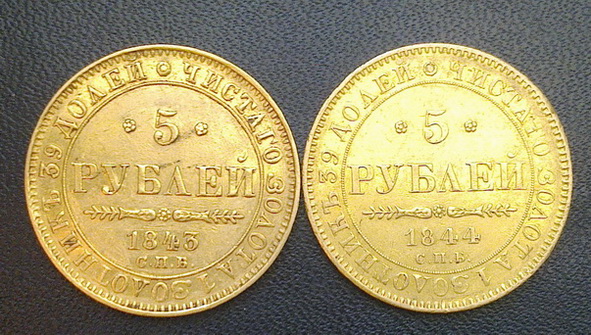 ЧИСТАГО ЗОЛОТА 1 ЗОЛОТНИКЪ 39 ДОЛЕЙ
5
РУБЛЕЙ
1843
С.П.Б.
ЧИСТАГО ЗОЛОТА 1 ЗОЛОТНИКЪ 39 ДОЛЕЙ
5
РУБЛЕЙ
1844
С.П.Б.